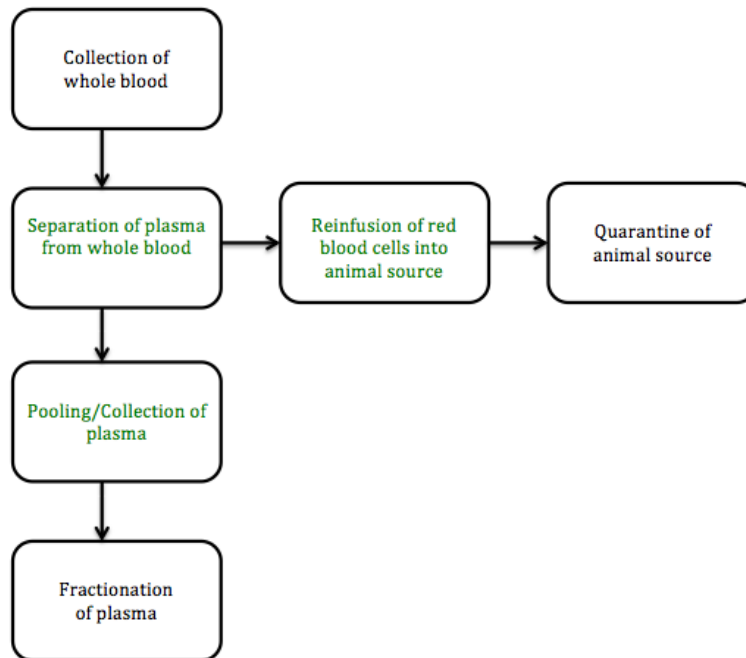 Collection of
whole blood
Separation of plasma
from whole blood
Reinfusion of red
blood cells into
animal source
Quarantine of
animal source
Pooling/Collection of
plasma
Fractionation
of plasma